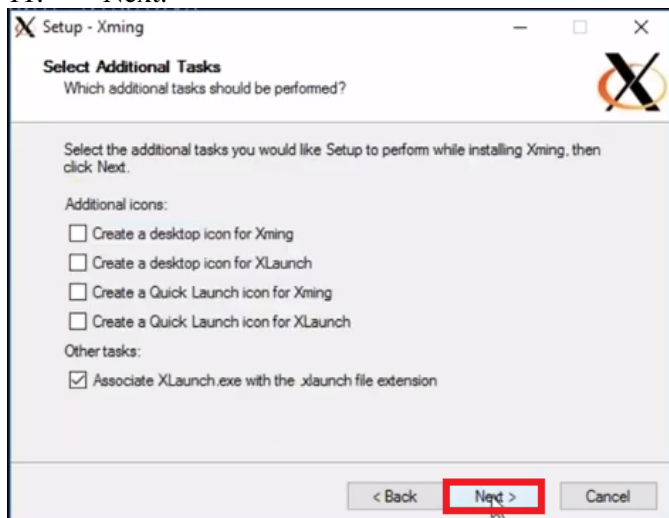 11. Next.
Setup - Xming
Select Additional Tasks
Which additional tasks should be performed?
Select the additional tasks you would like Setup to perform while installing Xming, then
click Next.
Additional icons:
Create a desktop icon for Xming
Create a desktop icon for XLaunch
Create a Quick Launch icon for Xming
Create a Quick Launch icon for XLaunch
Other tasks:
Associate XLaunch.exe with the .xlaunch file extension
< Back Next > Cancel